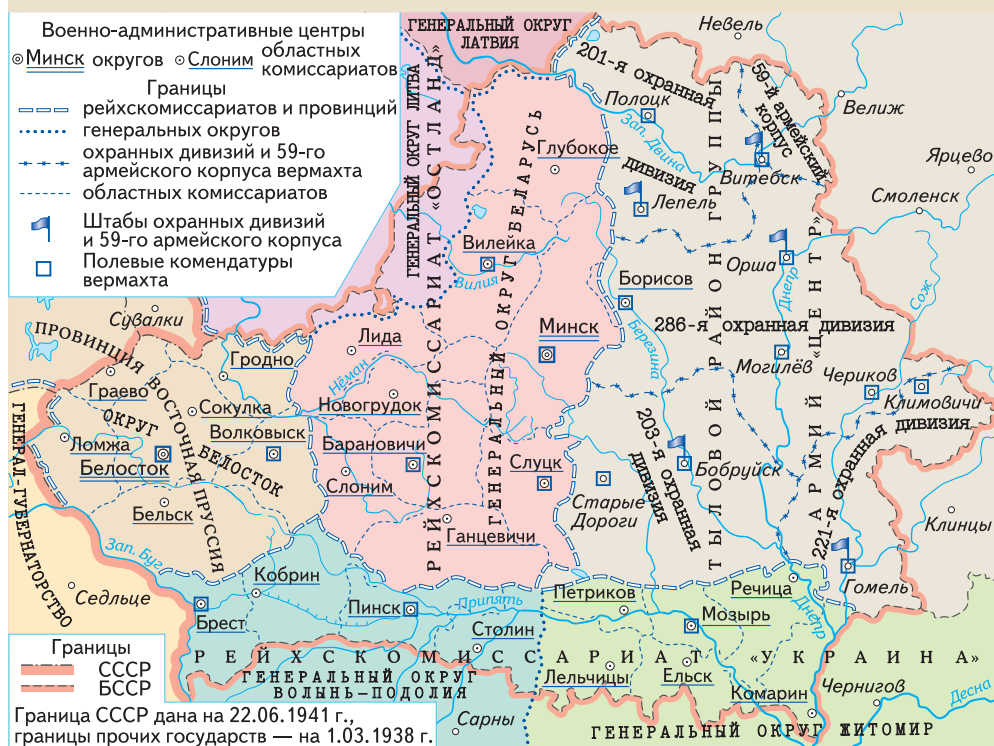 Военно-административные центры
Минск округов Слоним областных комиссариатов
Границы
рейхскомиссариатов и провинций
генеральных округов
охранных дивизий и 59-го
армейского корпуса вермахта
областных комиссариатов
Штабы охранных дивизий
и 59-го армейского корпуса
Полевые комендатуры
вермахта
ГЕНЕРАЛЬНЫЙ ОКРУГ
ЛАТВИЯ
ГЕНЕРАЛЬНЫЙ ОКРУГ ЛИТВА
РЕЙХСКОМИССАРИАТ «ОСТЛАНД»
ГЕНЕРАЛЬНЫЙ ОКРУГ БЕЛАРУСЬ
ТЫЛОВОЙ РАЙОН ГРУППЫ
АРМИЙ «ЦЕНТР»
201-я охранная
дивизия
59-й армейский
корпус
Невель
Велиж
Ярцево
Смоленск
Полоцк
Зап. Двина
Витебск
Лепель
Глубокое
Вилейка
Вилия
Борисов
Березина
Орша
Днепр
Сож
286-я охранная дивизия
Могилёв
Чериков
Климовичи
221-я охранная дивизия
203-я охранная
дивизия
Бобруйск
Минск
Лида
Нёман
Новогрудок
Барановичи
Слоним
Слуцк
Старые
Дороги
Ганцевичи
Сувалки
ПРОВИНЦИЯ ВОСТОЧНАЯ ПРУССИЯ
Гродно
Граево
Сокулка
ОКРУГ БЕЛОСТОК
Волковыск
Ломжа
Белосток
Бельск
ГЕНЕРАЛ-ГУБЕРНАТОРСТВО
Зап. Буг
Седльце
Кобрин
Брест
Пинск
Припять
Столин
Петриков
Речица
Мозырь
Днепр
Гомель
Клинцы
РЕЙХСКОМИССАРИАТ «УКРАИНА»
ГЕНЕРАЛЬНЫЙ ОКРУГ
ВОЛЫНЬ—ПОДОЛИЯ
Лельчицы
Ельск
Комарин
Чернигов
Десна
Сарны
ГЕНЕРАЛЬНЫЙ ОКРУГ ЖИТОМИР
Границы
СССР
БССР
Граница СССР дана на 22.06.1941 г.,
границы прочих государств — на 1.03.1938 г.